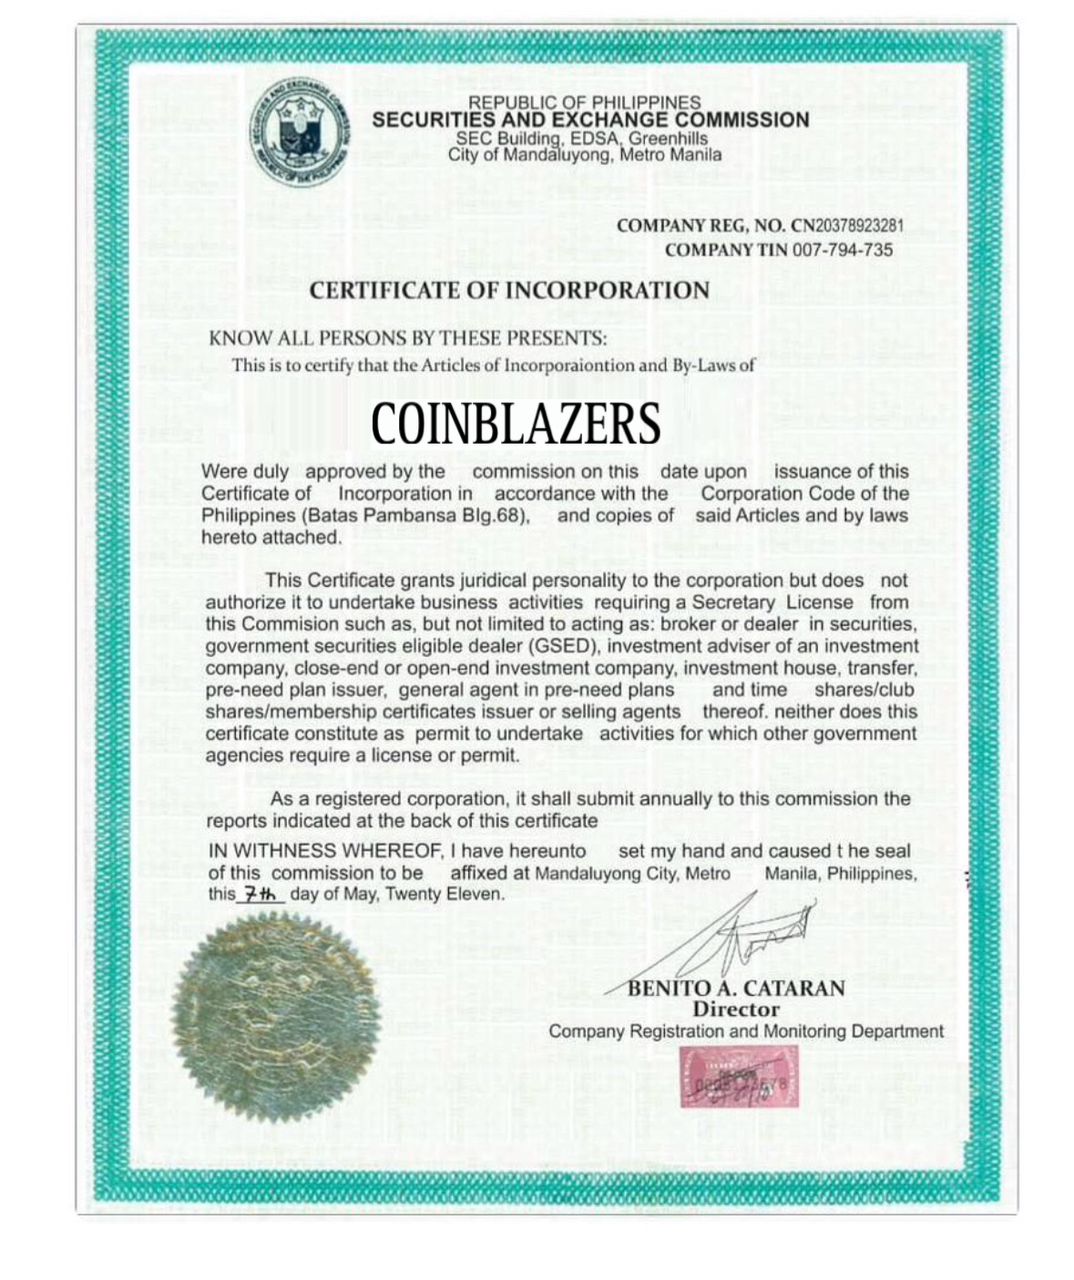 REPUBLIC OF PHILIPPINES
SECURITIES AND EXCHANGE COMMISSION
SEC Building, EDSA, Greenhills
City of Mandaluyong, Metro Manila
COMPANY REG, NO. CN20378923281
COMPANY TIN 007-794-735
CERTIFICATE OF INCORPORATION
KNOW ALL PERSONS BY THESE PRESENTS:
This is to certify that the Articles of Incorporaiontion and By-Laws of
COINBLAZERS
Were duly approved by the commission on this date upon issuance of this
Certificate of Incorporation in accordance with the Corporation Code of the
Philippines (Batas Pambansa Blg.68), and copies of said Articles and by laws
hereto attached.
This Certificate grants juridical personality to the corporation but does not
authorize it to undertake business activities requiring a Secretary License from
this Commision such as, but not limited to acting as: broker or dealer in securities,
government securities eligible dealer (GSED), investment adviser of an investment
company, close-end or open-end investment company, investment house, transfer,
pre-need plan issuer, general agent in pre-need plans and time shares/club
shares/membership certificates issuer or selling agents thereof. neither does this
certificate constitute as permit to undertake activities for which other government
agencies require a license or permit.
As a registered corporation, it shall submit annually to this commission the
reports indicated at the back of this certificate
IN WITHNESS WHEREOF, I have hereunto set my hand and caused t he seal
of this commission to be affixed at Mandaluyong City, Metro Manila, Philippines,
this 7th day of May, Twenty Eleven.
BENITO A. CATARAN
Director
Company Registration and Monitoring Department